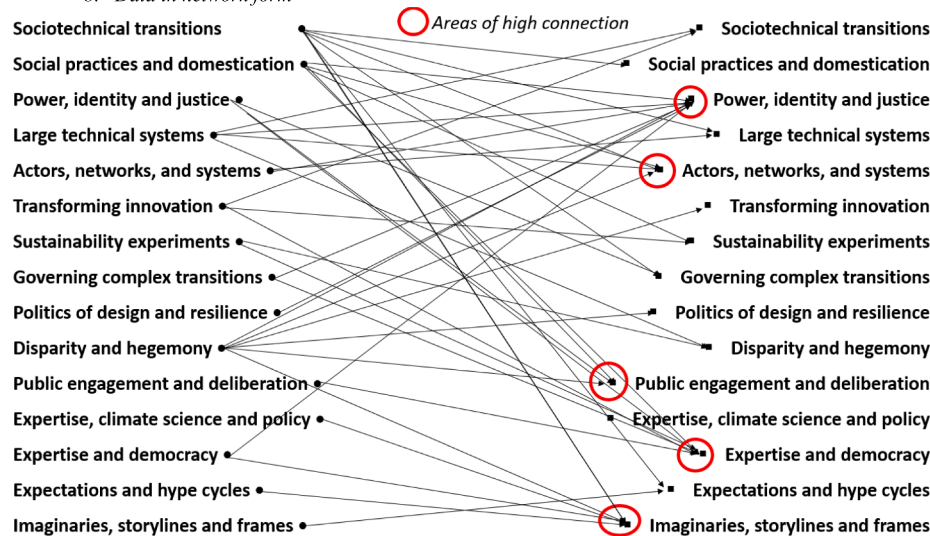 b. Data in network form
Areas of high connection
Sociotechnical transitions Sociotechnical transitions
Social practices and domestication Social practices and domestication
Power, identity and justice Power, identity and justice
Large technical systems Large technical systems
Actors, networks, and systems Actors, networks, and systems
Transforming innovation Transforming innovation
Sustainability experiments Sustainability experiments
Governing complex transitions Governing complex transitions
Politics of design and resilience Politics of design and resilience
Disparity and hegemony Disparity and hegemony
Public engagement and deliberation Public engagement and deliberation
Expertise, climate science and policy Expertise, climate science and policy
Expertise and democracy Expertise and democracy
Expectations and hype cycles Expectations and hype cycles
Imaginaries, storylines and frames Imaginaries, storylines and frames